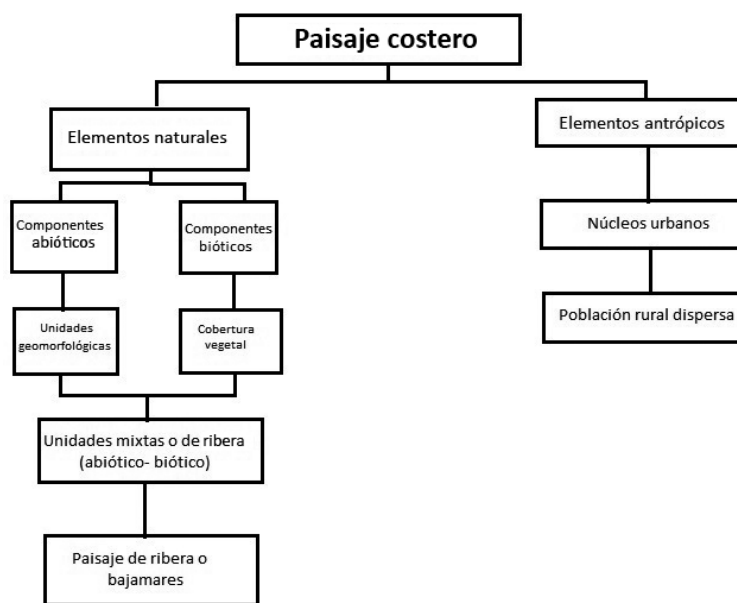 Paisaje costero
Elementos naturales
Elementos antrópicos
Componentes
abióticos
Componentes
bióticos
Núcleos urbanos
Unidades
geomorfológicas
Cobertura
vegetal
Población rural dispersa
Unidades mixtas o de ribera
(abiótico- biótico)
Paisaje de ribera o
bajamares